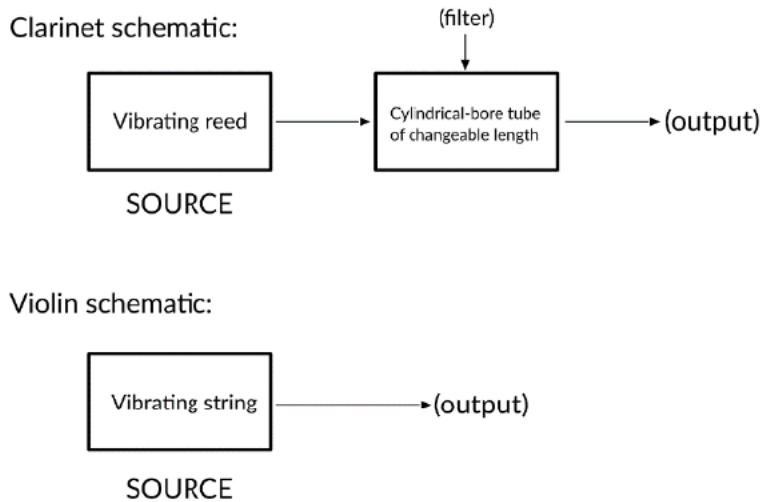 Clarinet schematic:
(filter)
Vibrating reed
Cylindrical-bore tube
of changeable length
(output)
SOURCE
Violin schematic:
Vibrating string
(output)
SOURCE